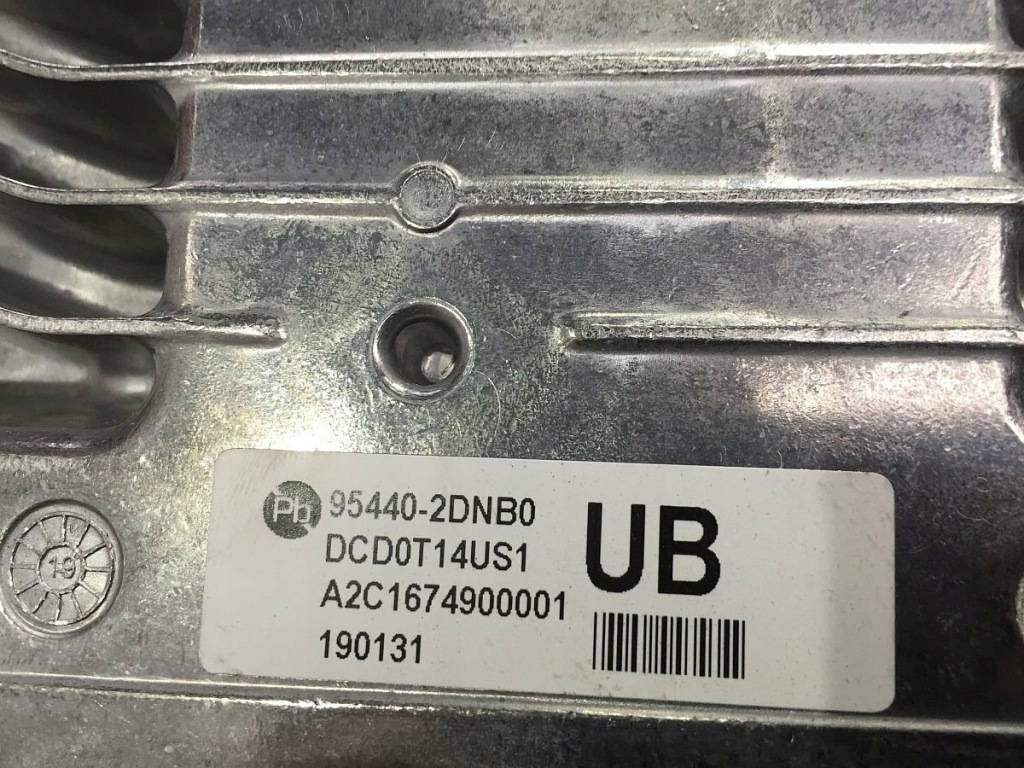 Pb 95440-2DNB0
DCD0T14US1
A2C1674900001
190131
UB
19